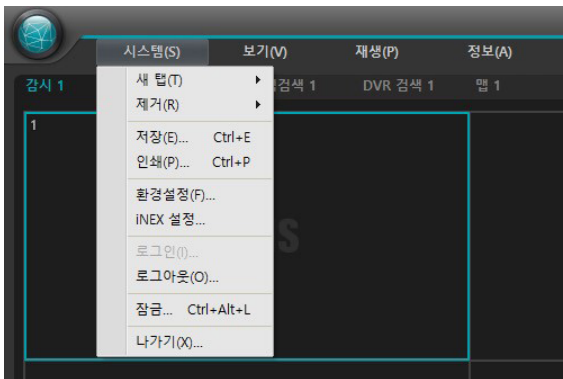 시스템(S) 보기(V) 재생(P) 정보(A)
감시 1 검색 1 DVR 검색 1 맵 1
1
새 탭(T)
제거(R)
저장(E)... Ctrl+E
인쇄(P)... Ctrl+P
환경설정(F)...
iNEX 설정...
로그인(I)...
로그아웃(O)...
잠금... Ctrl+Alt+L
나가기(X)...
S